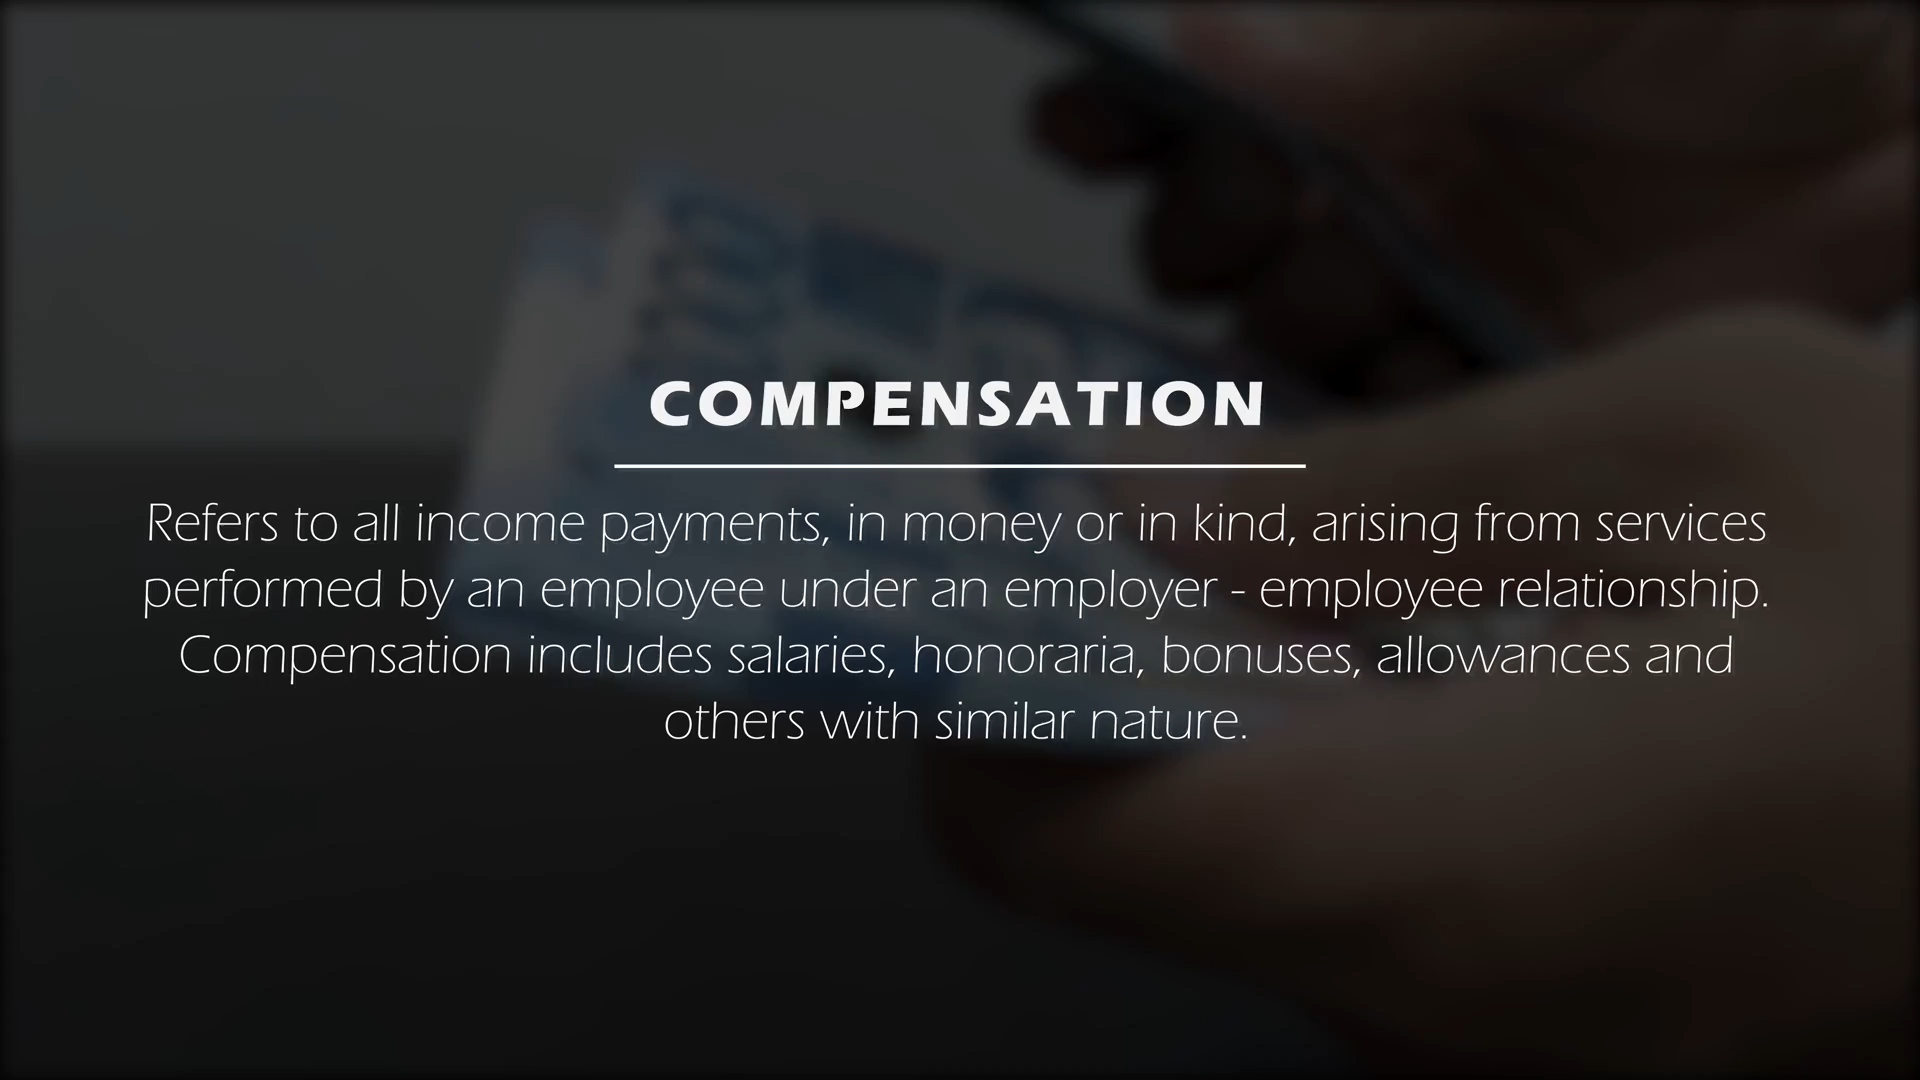 COMPENSATION
Refers to all income payments, in money or in kind, arising from services
performed by an employee under an employer - employee relationship.
Compensation includes salaries, honoraria, bonuses, allowances and
others with similar nature.